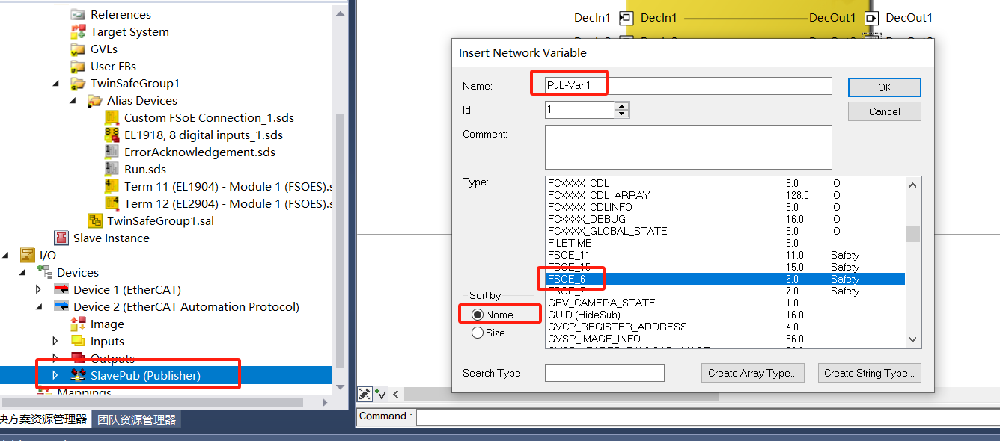 References
Target System
GVLs
User FBs
TwinSafeGroup1
Alias Devices
Custom FSoE Connection_1.sds
EL1918, 8 digital inputs_1.sds
ErrorAcknowledgement.sds
Run.sds
Term 11 (EL1904) - Module 1 (FSOES).s
Term 12 (EL2904) - Module 1 (FSOES).s
TwinSafeGroup1.sal
Slave Instance
I/O
Devices
Device 1 (EtherCAT)
Device 2 (EtherCAT Automation Protocol)
Image
Inputs
Outputs
SlavePub (Publisher)
Mappings
决方案资源管理器 团队资源管理器
DecIn1 DecIn1 DecOut1 DecOut1
Insert Network Variable
Name: Pub-Var 1 OK
Id: 1 Cancel
Comment:
Type:
FCXXXX_CDL 8.0 IO
FCXXXX_CDL_ARRAY 128.0 IO
FCXXXX_CDLINFO 8.0 IO
FCXXXX_DEBUG 16.0 IO
FCXXXX_GLOBAL_STATE 8.0 IO
FILETIME 8.0
FSOE_11 11.0 Safety
FSOE_15 15.0 Safety
FSOE_6 6.0 Safety
FSOE_7 7.0 Safety
GEV_CAMERA_STATE 1.0
GUID (HideSub) 16.0
GVCP_REGISTER_ADDRESS 4.0
GVSP_IMAGE_INFO 56.0
Sort by
Name
Size
Search Type: Create Array Type... Create String Type...
Command :